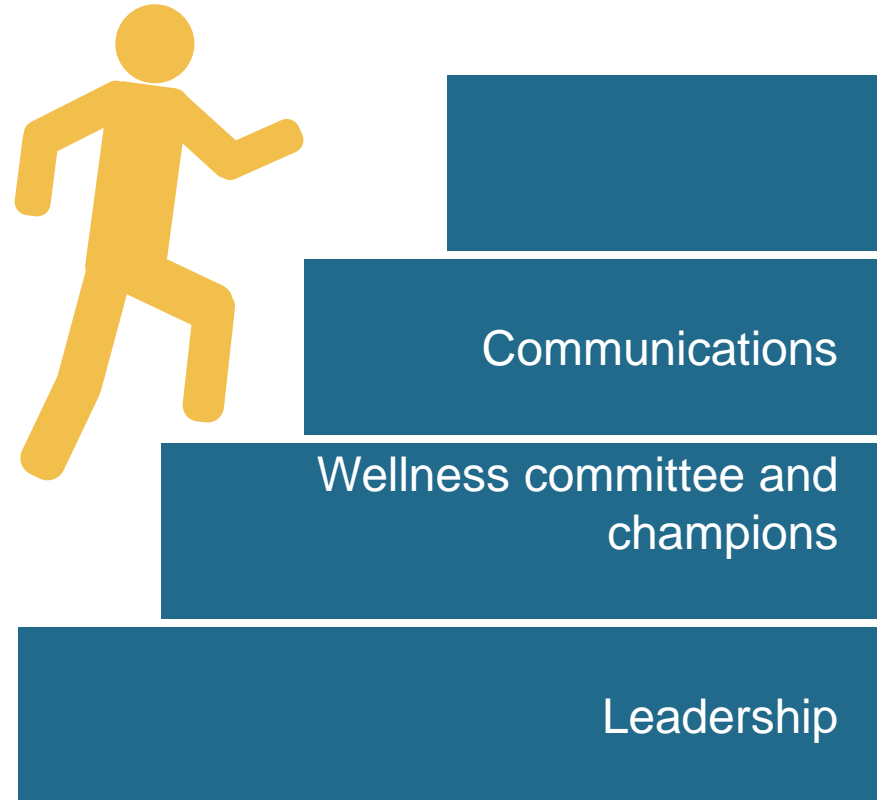 Communications
Wellness committee and
champions
Leadership